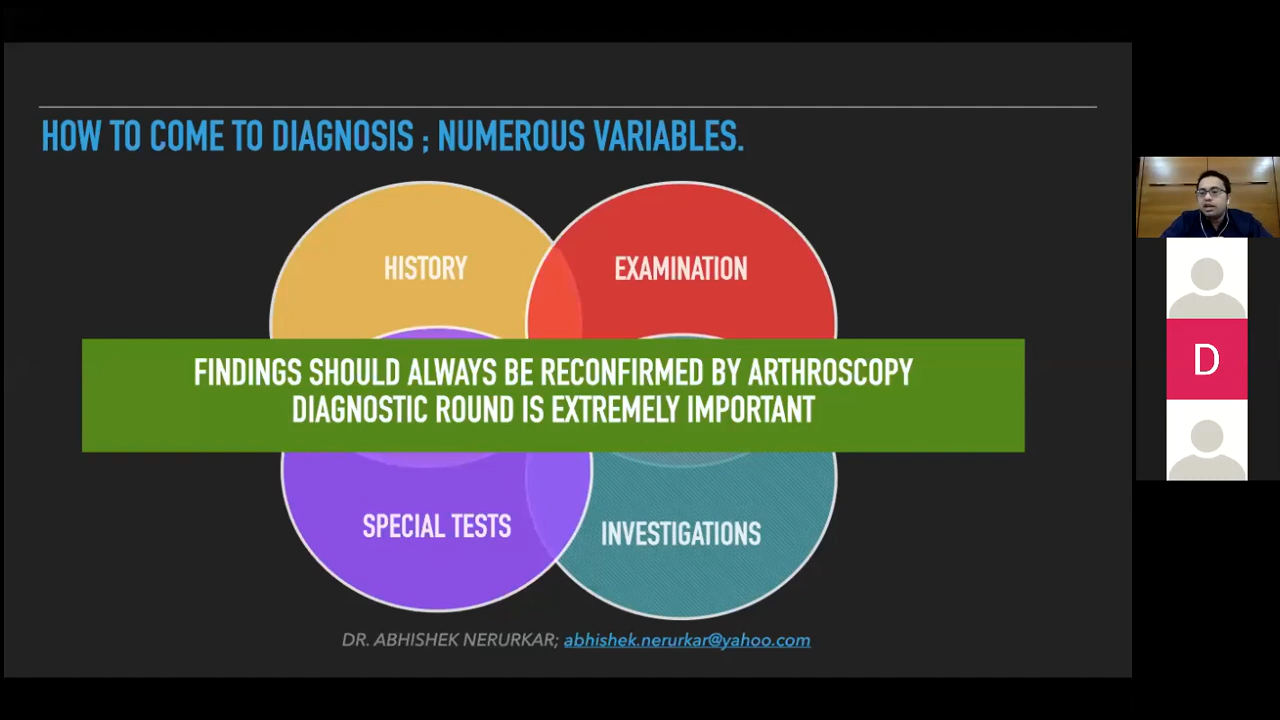 HOW TO COME TO DIAGNOSIS ; NUMEROUS VARIABLES.
HISTORY
EXAMINATION
FINDINGS SHOULD ALWAYS BE RECONFIRMED BY ARTHROSCOPY
DIAGNOSTIC ROUND IS EXTREMELY IMPORTANT
SPECIAL TESTS
INVESTIGATIONS
DR. ABHISHEK NERURKAR; abhishek.nerurkar@yahoo.com
D